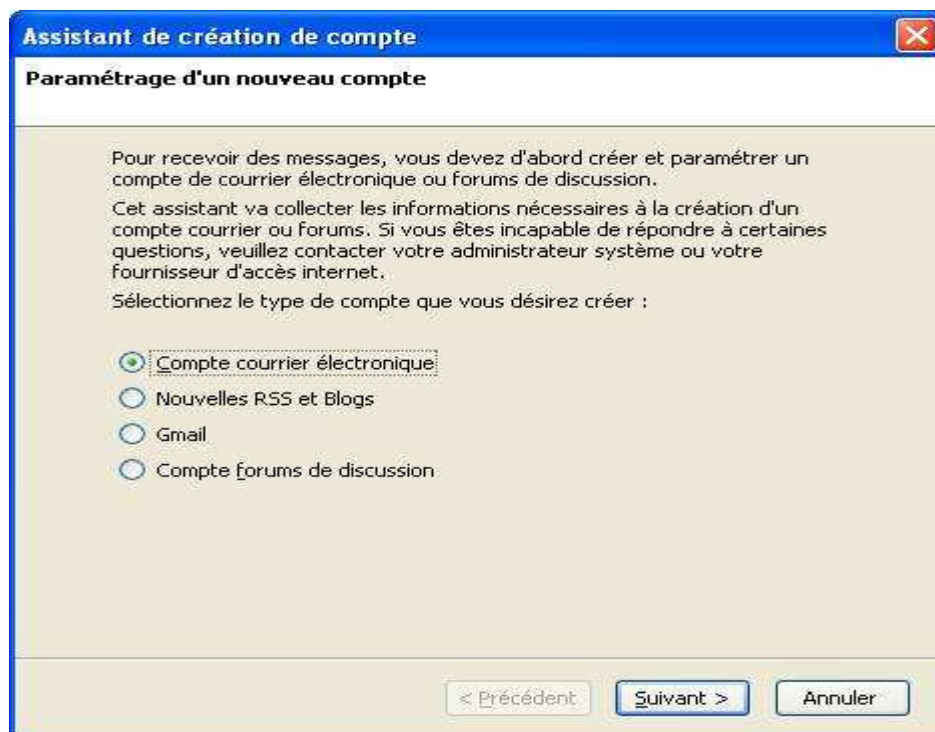 Assistant de création de compte
Paramétrage d'un nouveau compte
Pour recevoir des messages, vous devez d'abord créer et paramétrer un
compte de courrier électronique ou forums de discussion.
Cet assistant va collecter les informations nécessaires à la création d'un
compte courrier ou forums. Si vous êtes incapable de répondre à certaines
questions, veuillez contacter votre administrateur système ou votre
fournisseur d'accès internet.
Sélectionnez le type de compte que vous désirez créer :
Compte courrier électronique
Nouvelles RSS et Blogs
Gmail
Compte forums de discussion
< Précédent
Suivant >
Annuler